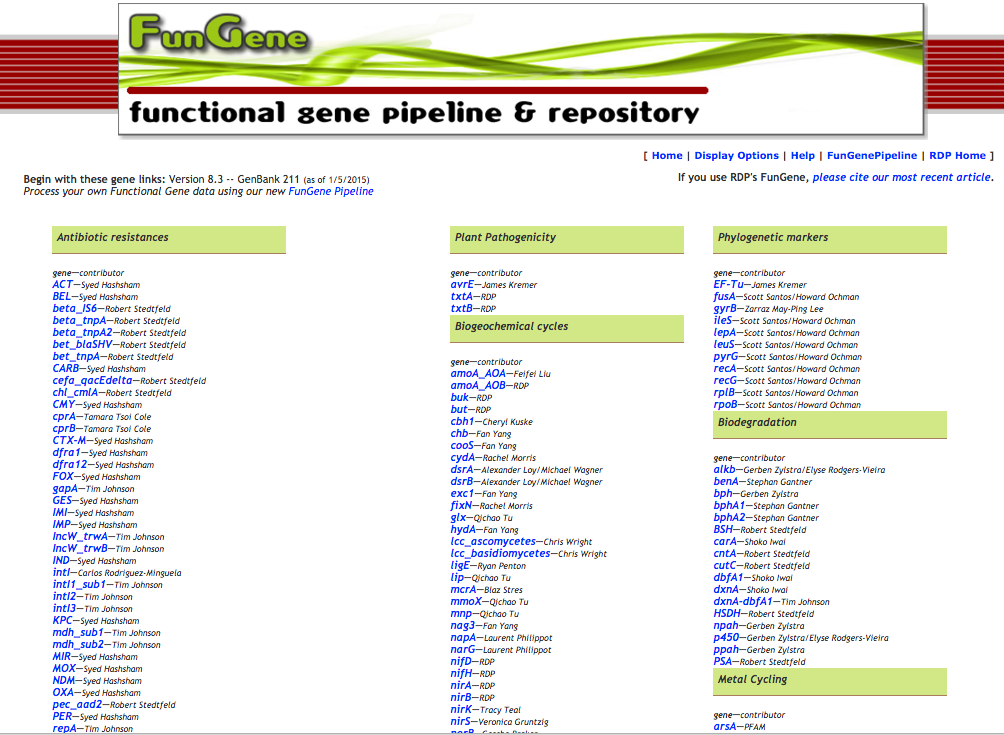 FunGene
functional gene pipeline & repository
[ Home | Display Options | Help | FunGenePipeline | RDP Home ]
Begin with these gene links: Version 8.3 -- GenBank 211 (as of 1/5/2015)
Process your own Functional Gene data using our new FunGene Pipeline
If you use RDP's FunGene, please cite our most recent article.
Antibiotic resistances
gene—contributor
ACT—Syed Hashsham
BEL—Syed Hashsham
beta_IS6—Robert Stedtfeld
beta_tnpA—Robert Stedtfeld
beta_tnpA2—Robert Stedtfeld
bet_blaSHV—Robert Stedtfeld
bet_tnpA—Robert Stedtfeld
CARB—Syed Hashsham
cefa_qacEdelta—Robert Stedtfeld
chl_cmlA—Robert Stedtfeld
CMY—Syed Hashsham
cprA—Tamara Tsoi Cole
cprB—Tamara Tsoi Cole
CTX-M—Syed Hashsham
dfra1—Syed Hashsham
dfra12—Syed Hashsham
FOX—Syed Hashsham
gapA—Tim Johnson
GES—Syed Hashsham
IMI—Syed Hashsham
IMP—Syed Hashsham
IncW_trwA—Tim Johnson
IncW_trwB—Tim Johnson
IND—Syed Hashsham
intI—Carlos Rodriguez-Minguela
intI1_sub1—Tim Johnson
intI2—Tim Johnson
intI3—Tim Johnson
KPC—Syed Hashsham
mdh_sub1—Tim Johnson
mdh_sub2—Tim Johnson
MIR—Syed Hashsham
MOX—Syed Hashsham
NDM—Syed Hashsham
OXA—Syed Hashsham
pec_aad2—Robert Stedtfeld
PER—Syed Hashsham
repA—Tim Johnson
Plant Pathogenicity
gene—contributor
avrE—James Kremer
txtA—RDP
txtB—RDP
Biogeochemical cycles
gene—contributor
amoA_AOA—Feifei Liu
amoA_AOB—RDP
buk—RDP
but—RDP
cbh1—Cheryl Kuske
chb—Fan Yang
cooS—Fan Yang
cydA—Rachel Morris
dsrA—Alexander Loy/Michael Wagner
dsrB—Alexander Loy/Michael Wagner
exc1—Fan Yang
fixN—Rachel Morris
glx—Qichao Tu
hydA—Fan Yang
lcc_ascomycetes—Chris Wright
lcc_basidiomycetes—Chris Wright
ligE—Ryan Penton
lip—Qichao Tu
mcrA—Blaz Stres
mmoX—Qichao Tu
mnp—Qichao Tu
nag3—Fan Yang
napA—Laurent Philippot
narG—Laurent Philippot
nifD—RDP
nifH—RDP
nirA—RDP
nirB—RDP
nirK—Tracy Teal
nirS—Veronica Gruntzig
Phylogenetic markers
gene—contributor
EF-Tu—James Kremer
fusA—Scott Santos/Howard Ochman
gyrB—Zarraz May-Ping Lee
ileS—Scott Santos/Howard Ochman
lepA—Scott Santos/Howard Ochman
leuS—Scott Santos/Howard Ochman
pyrG—Scott Santos/Howard Ochman
recA—Scott Santos/Howard Ochman
recG—Scott Santos/Howard Ochman
rplB—Scott Santos/Howard Ochman
rpoB—Scott Santos/Howard Ochman
Biodegradation
gene—contributor
alkb—Gerben Zylstra/Elyse Rodgers-Vieira
benA—Stephan Gantner
bph—Gerben Zylstra
bphA1—Stephan Gantner
bphA2—Stephan Gantner
BSH—Robert Stedtfeld
carA—Shoko Iwai
cntA—Robert Stedtfeld
cutC—Robert Stedtfeld
dbfA1—Shoko Iwai
dxnA—Shoko Iwai
dxnA-dbfA1—Tim Johnson
HSDH—Robert Stedtfeld
npah—Gerben Zylstra
p450—Gerben Zylstra/Elyse Rodgers-Vieira
ppah—Gerben Zylstra
PSA—Robert Stedtfeld
Metal Cycling
gene—contributor
arsA—PFAM